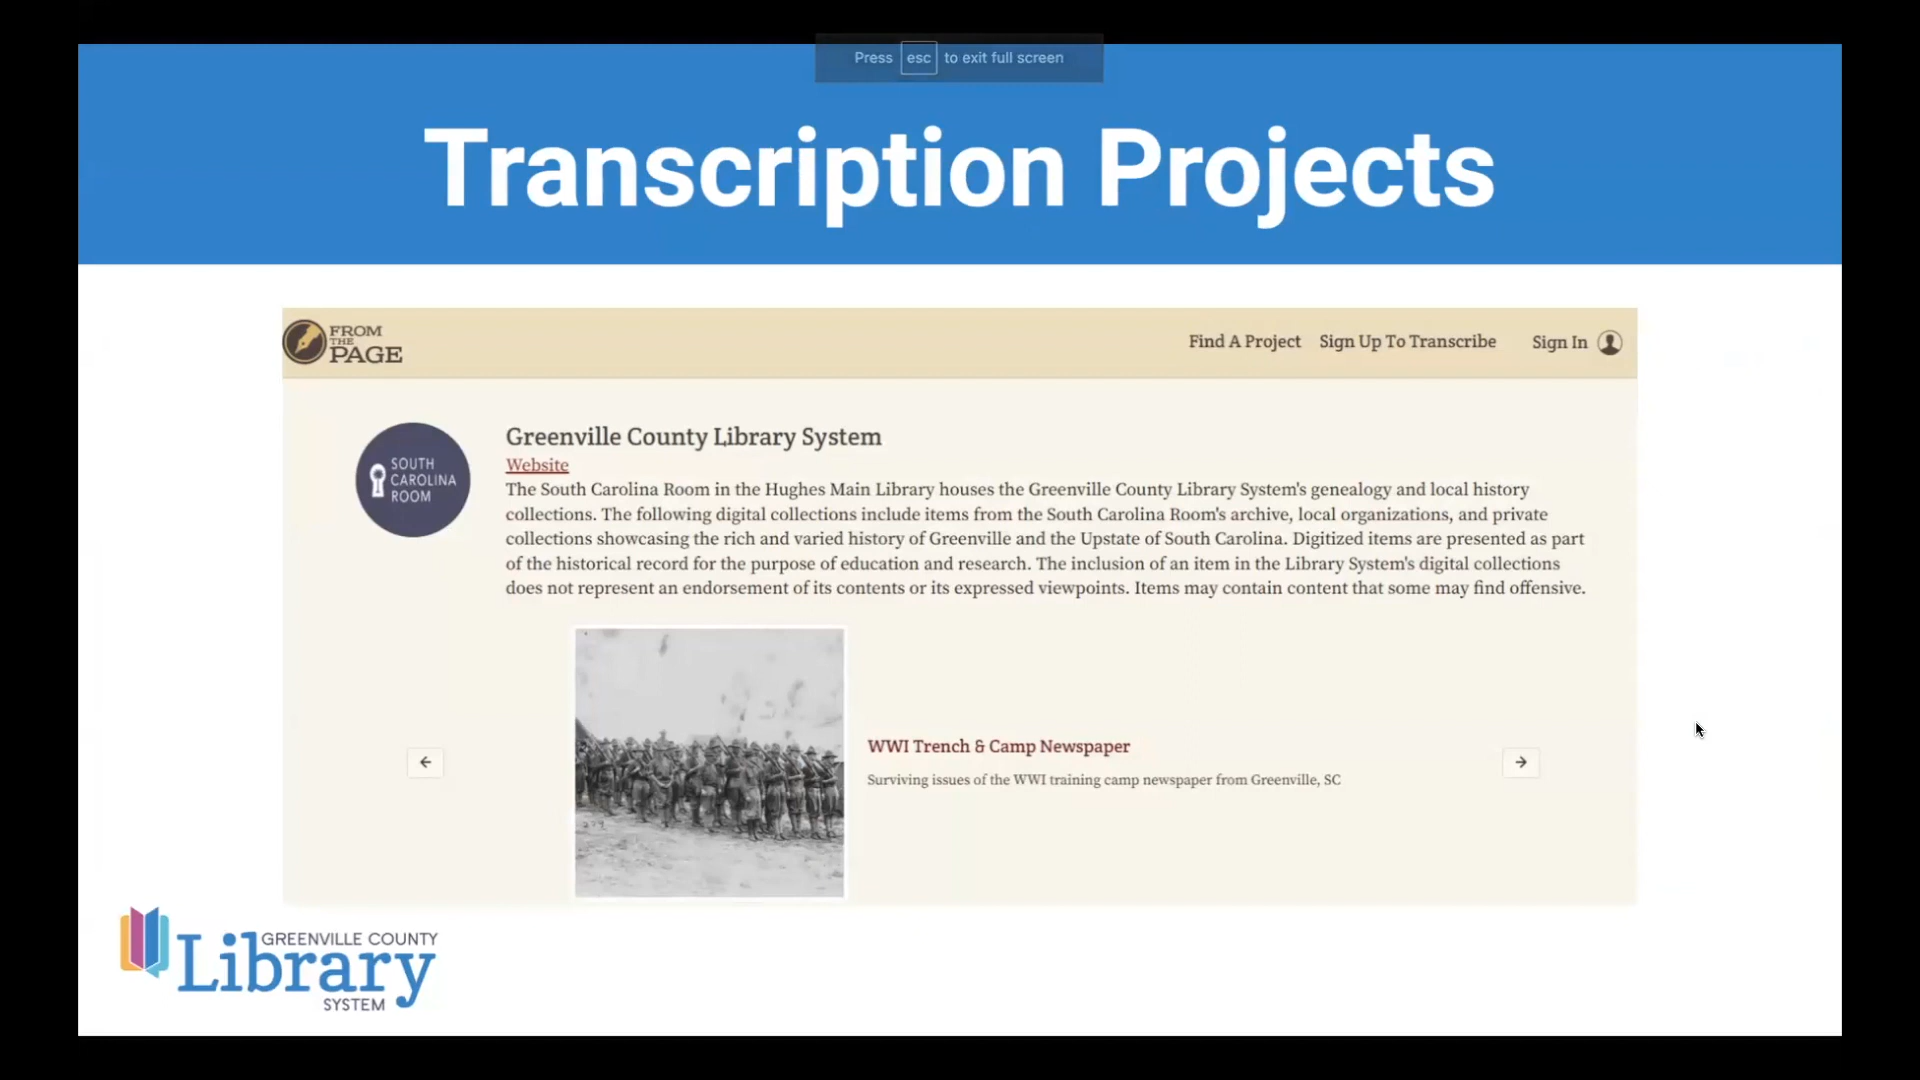 Press esc to exit full screen
Transcription Projects
FROM
THE
PAGE
Find A Project Sign Up To Transcribe Sign In
SOUTH
CAROLINA
ROOM
Greenville County Library System
Website
The South Carolina Room in the Hughes Main Library houses the Greenville County Library System's genealogy and local history
collections. The following digital collections include items from the South Carolina Room's archive, local organizations, and private
collections showcasing the rich and varied history of Greenville and the Upstate of South Carolina. Digitized items are presented as part
of the historical record for the purpose of education and research. The inclusion of an item in the Library System's digital collections
does not represent an endorsement of its contents or its expressed viewpoints. Items may contain content that some may find offensive.
WWI Trench & Camp Newspaper
Surviving issues of the WWI training camp newspaper from Greenville, SC
GREENVILLE COUNTY
Library
SYSTEM